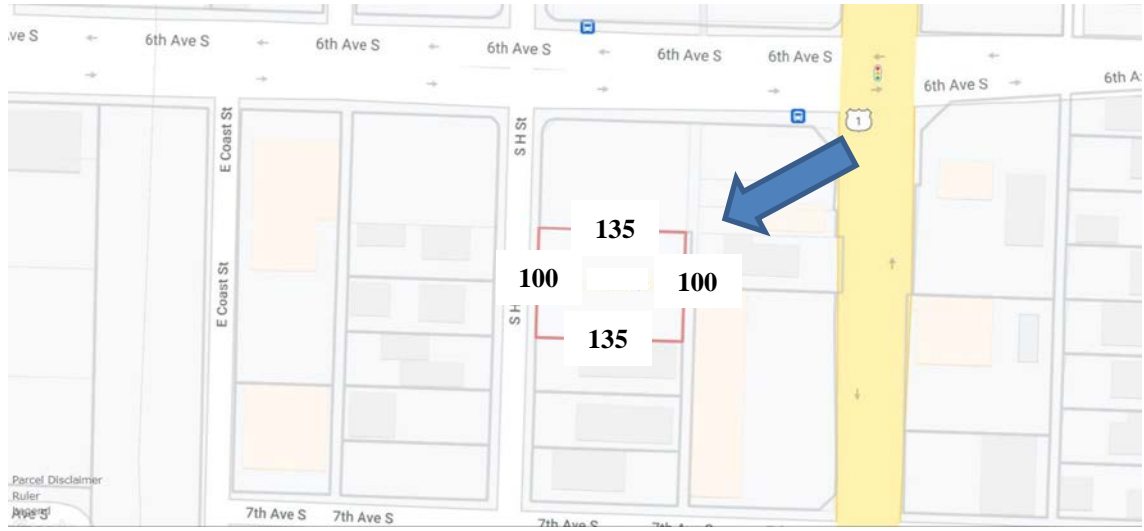 ve S
6th Ave S
6th Ave S
6th Ave S
6th Ave S
6th Ave S
6th Ave S
6th A
1
E Coast St
S H St
135
100
100
E Coast St
S H
135
Parcel Disclaimer
Ruler
Ave S
7th Ave S
7th Ave S
7th Ave S